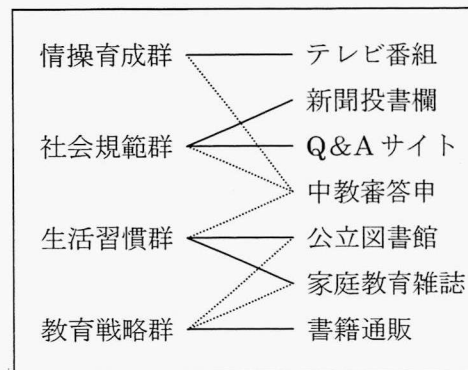 情操育成群
テレビ番組
新聞投書欄
社会規範群
Q&Aサイト
中教審答申
生活習慣群
公立図書館
家庭教育雑誌
教育戦略群
書籍通販